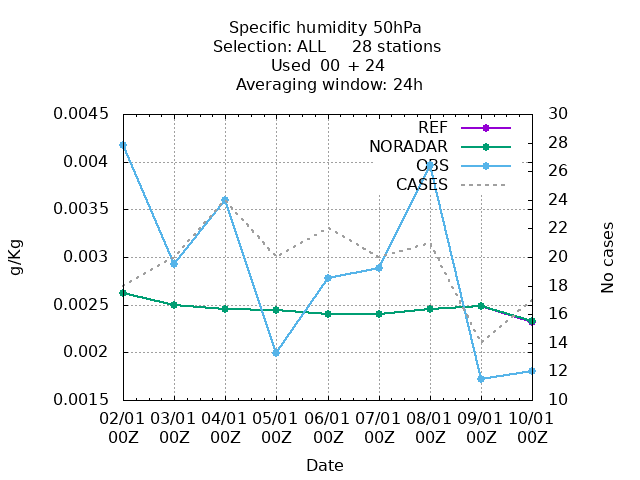 Specific humidity 50hPa
Selection: ALL 28 stations
Used 00 + 24
Averaging window: 24h
0.0045
0.004
0.0035
0.003
0.0025
0.002
0.0015
g/Kg
REF
NORADAR
OBS
CASES
30
28
26
24
22
20
18
16
14
12
10
No cases
02/01 03/01 04/01 05/01 06/01 07/01 08/01 09/01 10/01
00Z 00Z 00Z 00Z 00Z 00Z 00Z 00Z 00Z
Date